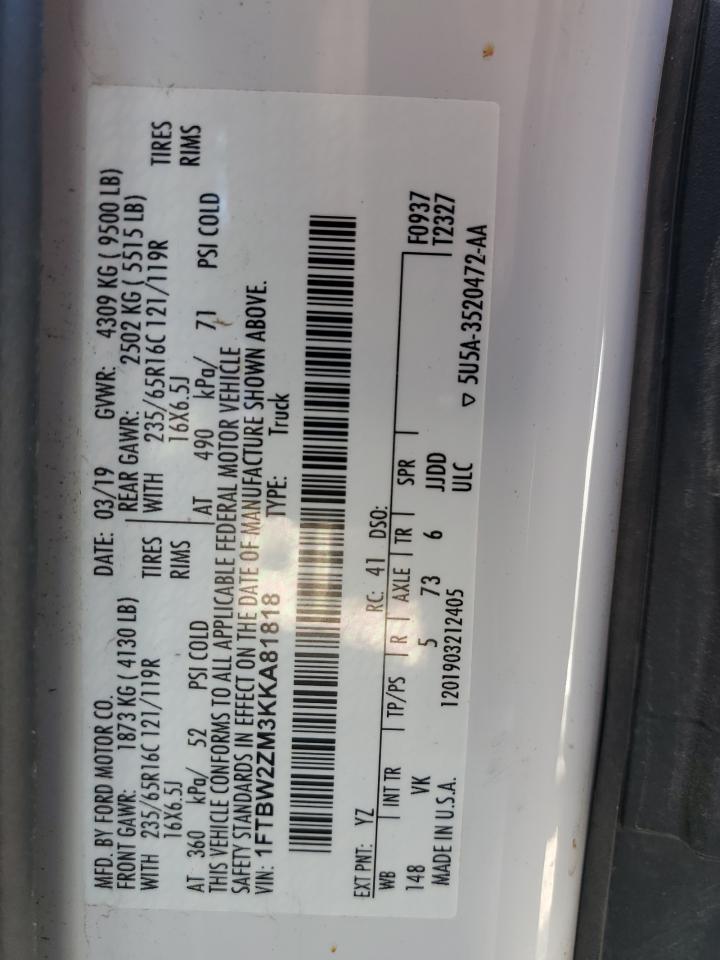 MFD. BY FORD MOTOR CO. DATE: 03/19 GVWR: 4309 KG ( 9500 LB)
FRONT GAWR: 1873 KG ( 4130 LB) REAR GAWR: 2502 KG ( 5515 LB)
WITH 235/65R16C 121/119R TIRES WITH 235/65R16C 121/119R TIRES
16X6.5J RIMS 16X6.5J RIMS
AT 360 kPa/ 52 PSI COLD AT 490 kPa/ 71 PSI COLD
THIS VEHICLE CONFORMS TO ALL APPLICABLE FEDERAL MOTOR VEHICLE
SAFETY STANDARDS IN EFFECT ON THE DATE OF MANUFACTURE SHOWN ABOVE.
VIN: 1FTBW2ZM3KKA81818 TYPE: Truck
EXT PNT: YZ RC: 41 DSO:
WB INT TR TP/PS R AXLE TR SPR F0937
148 VK 5 73 6 JJDD T2327
MADE IN U.S.A. 1201903212405 ULC
▽ 5U5A-3520472-AA